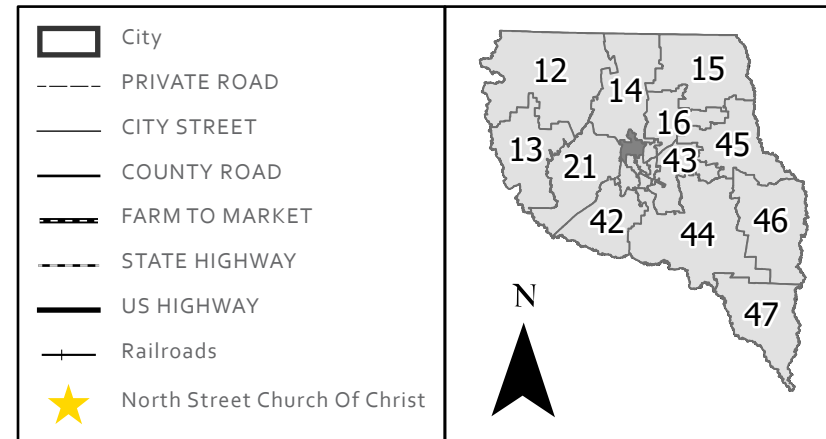 City
PRIVATE ROAD
CITY STREET
COUNTY ROAD
FARM TO MARKET
STATE HIGHWAY
US HIGHWAY
Railroads
North Street Church Of Christ
12
15
14
16
13
21
43
45
42
44
46
47
N